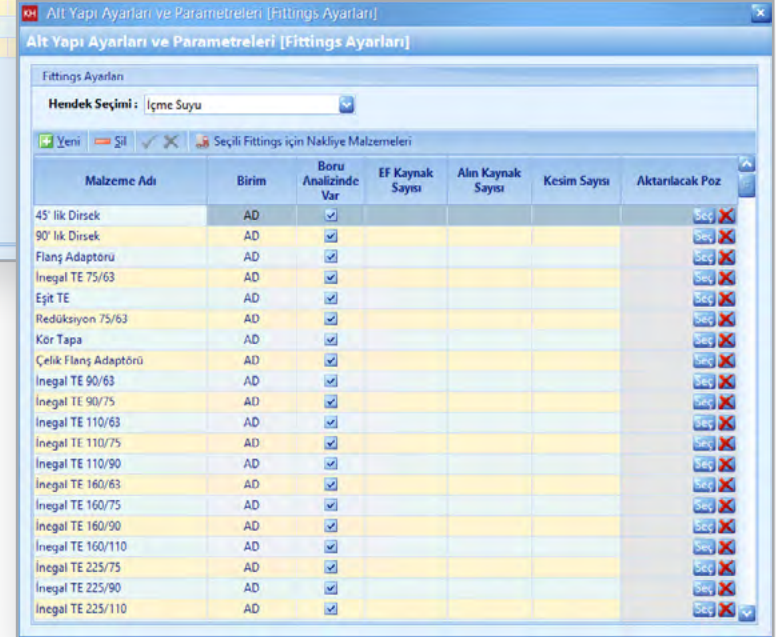 KH Alt Yapı Ayarları ve Parametreleri [Fittings Ayarları]
Alt Yapı Ayarları ve Parametreleri [Fittings Ayarları]
Fittings Ayarları
Hendek Seçimi : İçme Suyu
Yeni Sil Seçili Fittings için Nakliye Malzemeleri
Malzeme Adı Birim Boru Analizinde Var EF Kaynak Sayısı Alın Kaynak Sayısı Kesim Sayısı Aktarılacak Poz
45' lik Dirsek AD Seç
90' lık Dirsek AD Seç
Flanş Adaptörü AD Seç
İnegal TE 75/63 AD Seç
Eşit TE AD Seç
Redüksiyon 75/63 AD Seç
Kör Tapa AD Seç
Çelik Flanş Adaptörü AD Seç
İnegal TE 90/63 AD Seç
İnegal TE 90/75 AD Seç
İnegal TE 110/63 AD Seç
İnegal TE 110/75 AD Seç
İnegal TE 110/90 AD Seç
İnegal TE 160/63 AD Seç
İnegal TE 160/75 AD Seç
İnegal TE 160/90 AD Seç
İnegal TE 160/110 AD Seç
İnegal TE 225/75 AD Seç
İnegal TE 225/90 AD Seç
İnegal TE 225/110 AD Seç